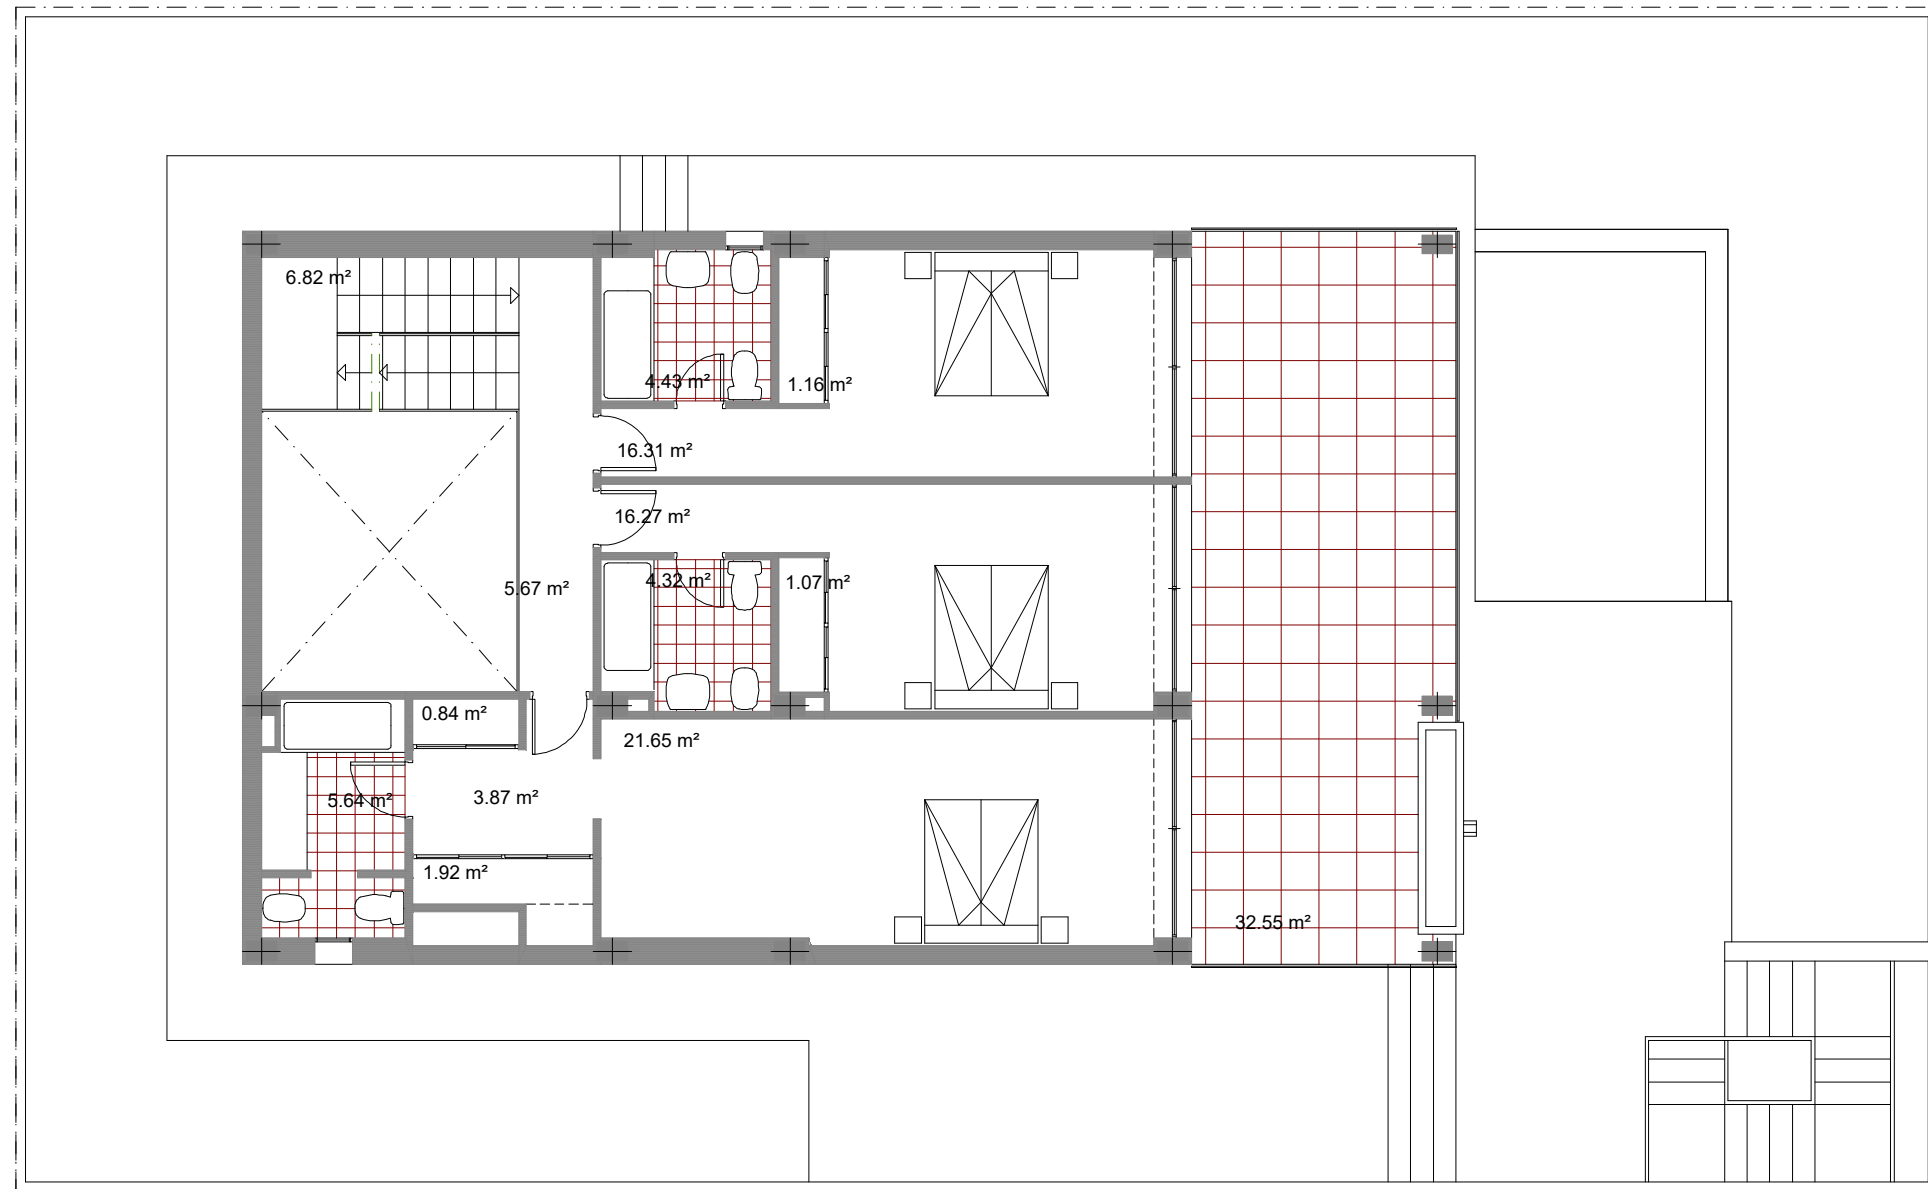 6.82 m²
4.43 m²
1.16 m²
16.31 m²
16.27 m²
5.67 m²
4.32 m²
1.07 m²
0.84 m²
21.65 m²
5.64 m²
3.87 m²
1.92 m²
32.55 m²